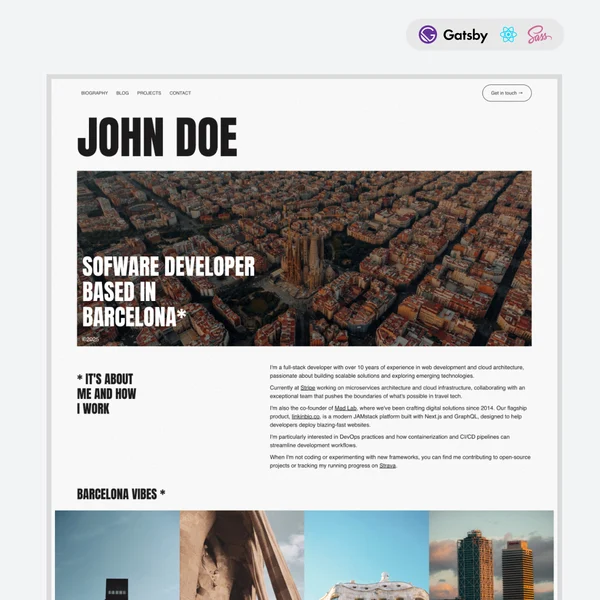 Gatsby
Sass
BIOGRAPHY BLOG PROJECTS CONTACT
Get in touch →
JOHN DOE
SOFWARE DEVELOPER
BASED IN
BARCELONA*
©2025
* IT'S ABOUT
ME AND HOW
I WORK
I'm a full-stack developer with over 10 years of experience in web development and cloud architecture,
passionate about building scalable solutions and exploring emerging technologies.
Currently at Stripe working on microservices architecture and cloud infrastructure, collaborating with an
exceptional team that pushes the boundaries of what's possible in travel tech.
I'm also the co-founder of Mad Lab, where we've been crafting digital solutions since 2014. Our flagship
product, linkinbio.cx, is a modern JAMstack platform built with Next.js and GraphQL, designed to help
developers deploy blazing-fast websites.
I'm particularly interested in DevOps practices and how containerization and CI/CD pipelines can
streamline development workflows.
When I'm not coding or experimenting with new frameworks, you can find me contributing to open-source
projects or tracking my running progress on Strava.
BARCELONA VIBES *